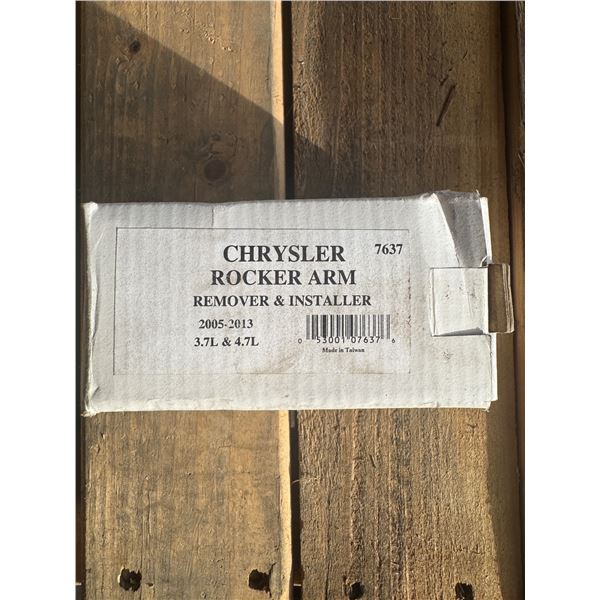 CHRYSLER 7637
ROCKER ARM
REMOVER & INSTALLER
2005-2013
3.7L & 4.7L
0 53001 07637 6
Made in Taiwan